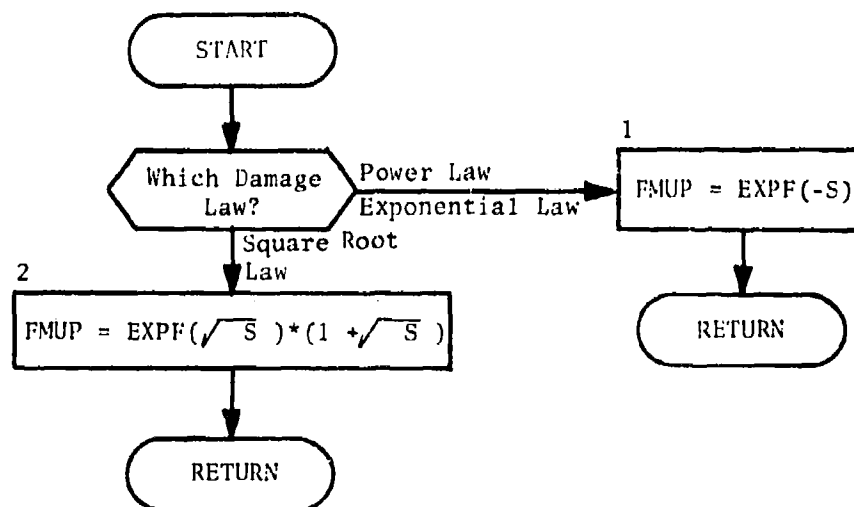 START
Which Damage
Law?
Power Law
Exponential Law
1
FMUP = EXPF(-S)
RETURN
Square Root
Law
2
FMUP = EXPF(√S )*(1 +√S )
RETURN